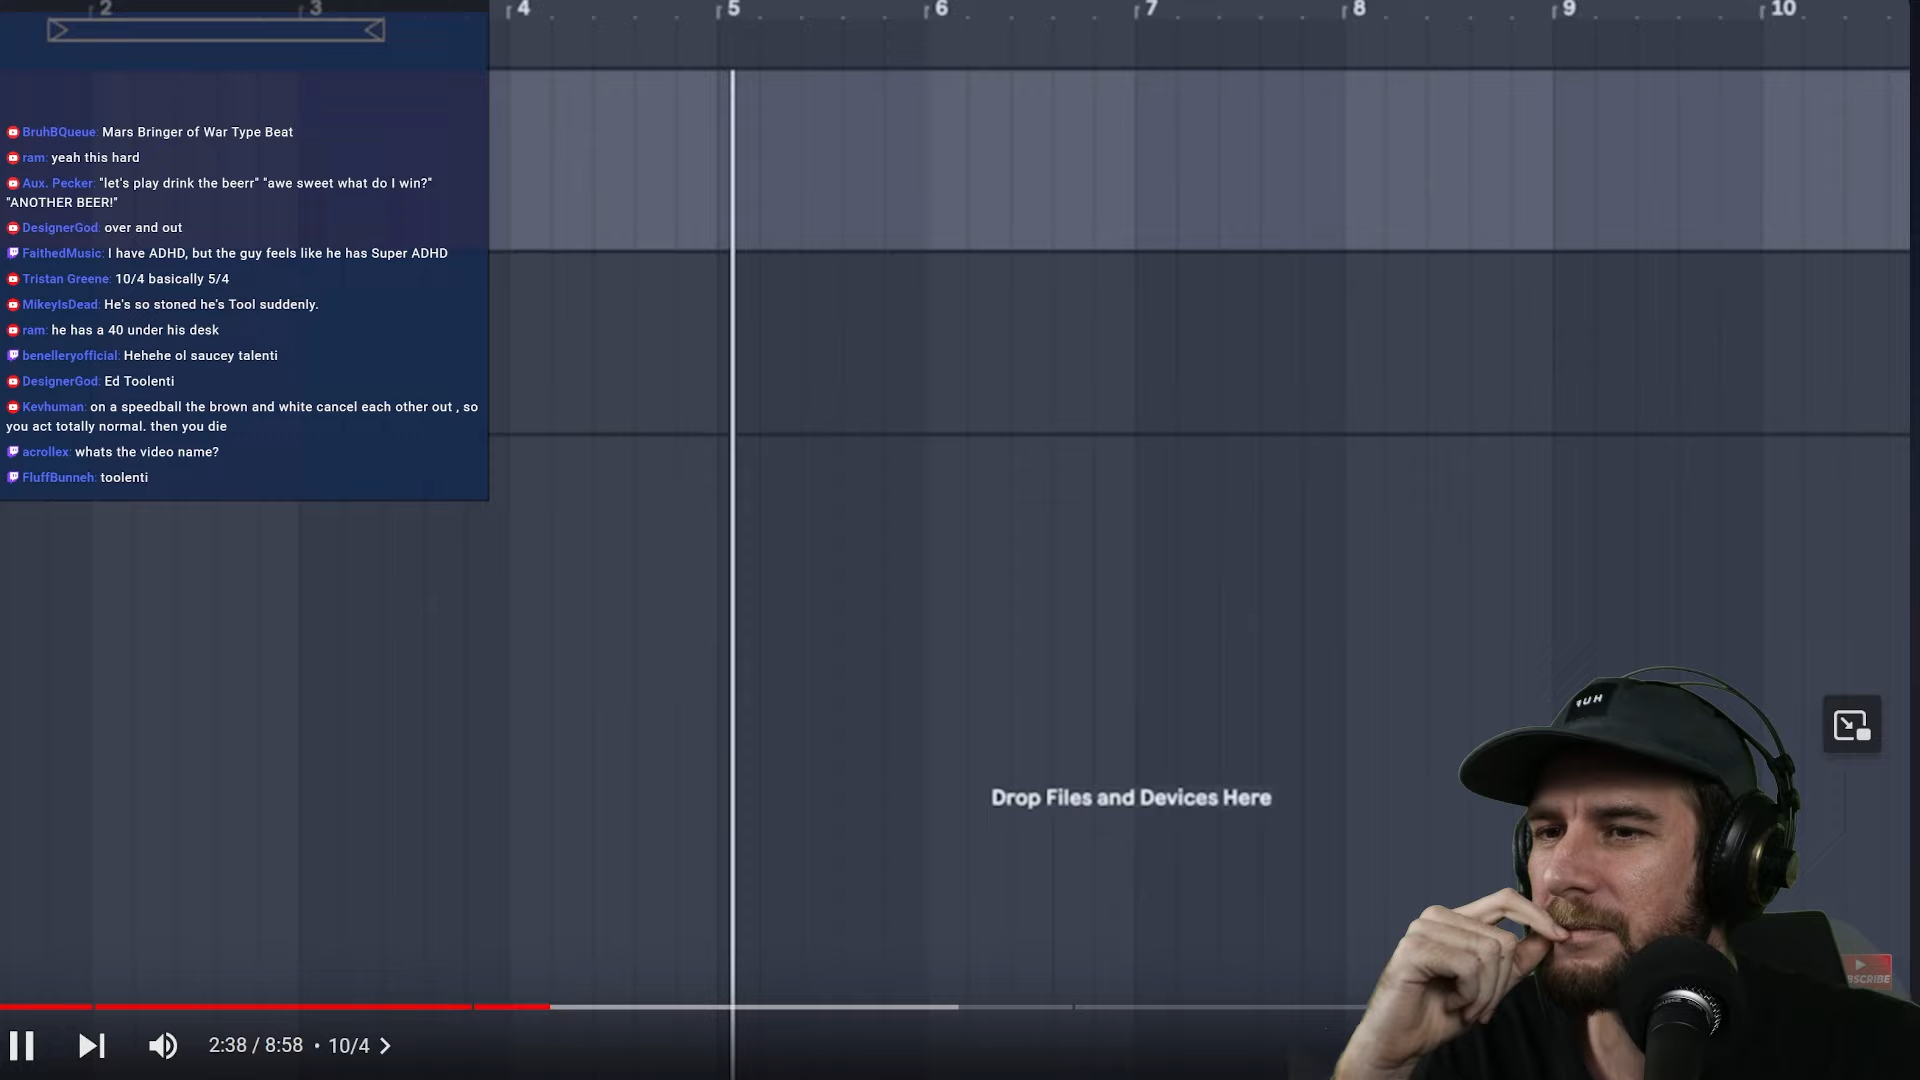 2 3 4 5 6 7 8 9 10
BruhBQueue: Mars Bringer of War Type Beat
ram: yeah this hard
Aux. Pecker: "let's play drink the beerr" "awe sweet what do I win?"
"ANOTHER BEER!"
DesignerGod: over and out
FaithedMusic: I have ADHD, but the guy feels like he has Super ADHD
Tristan Greene: 10/4 basically 5/4
MikeyIsDead: He's so stoned he's Tool suddenly.
ram: he has a 40 under his desk
benelleryofficial: Hehehe ol saucey talenti
DesignerGod: Ed Toolenti
Kevhuman: on a speedball the brown and white cancel each other out , so
you act totally normal. then you die
acrollex: whats the video name?
FluffBunneh: toolenti
Drop Files and Devices Here
2:38 / 8:58 • 10/4